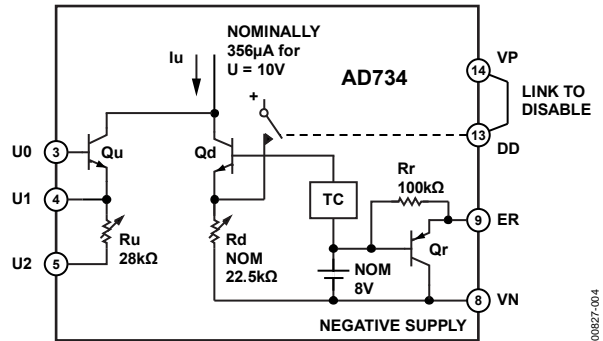 NOMINALLY
356µA for
U = 10V
Iu
AD734
VP
14
LINK TO
DISABLE
13
DD
+
U0
3
Qu
Qd
U1
4
Ru
28kΩ
U2
5
Rd
NOM
22.5kΩ
TC
Rr
100kΩ
9
ER
Qr
NOM
8V
8
VN
NEGATIVE SUPPLY
00827-004